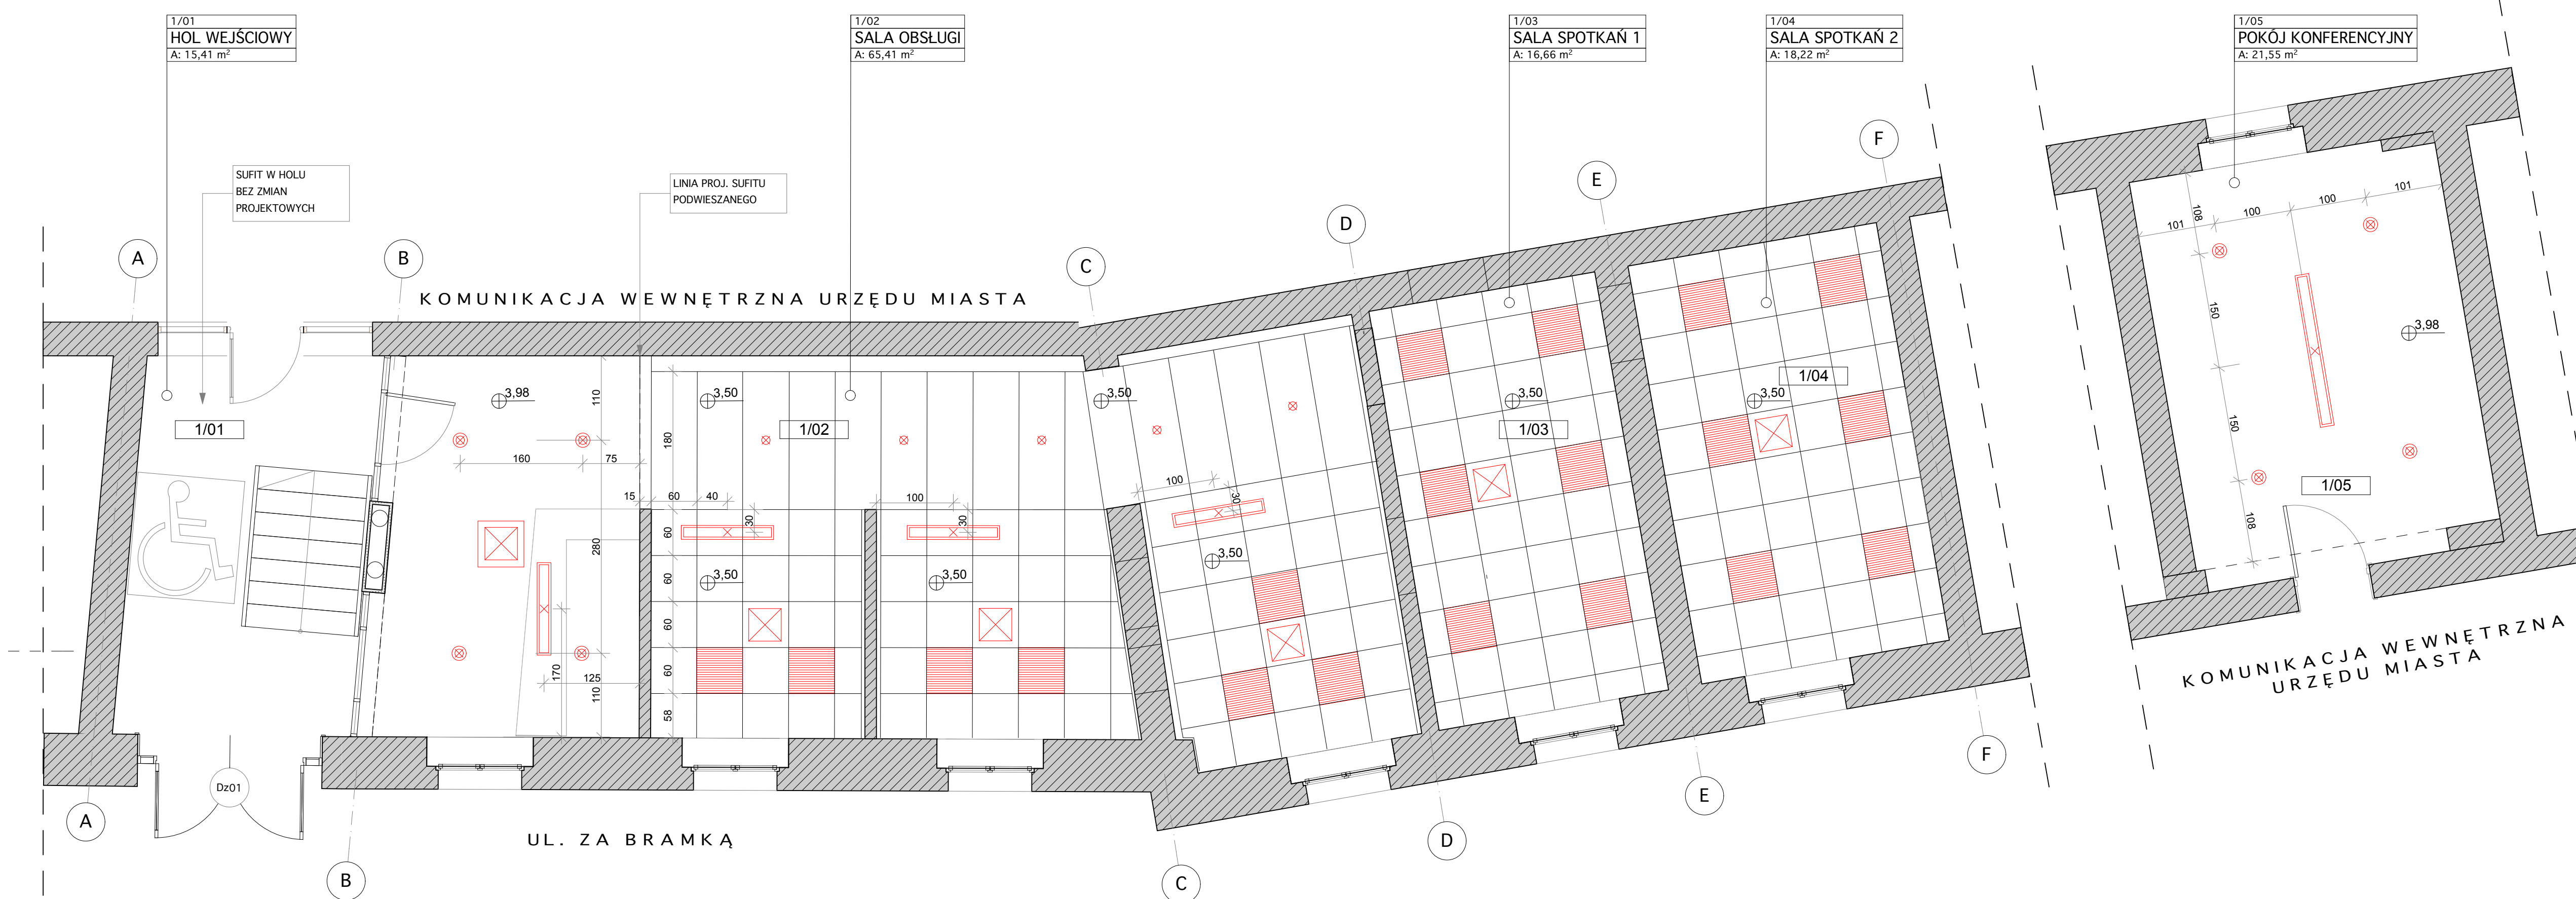 1/01
HOL WEJŚCIOWY
A: 15,41 m²
1/02
SALA OBSŁUGI
A: 65,41 m²
1/03
SALA SPOTKAŃ 1
A: 16,66 m²
1/04
SALA SPOTKAŃ 2
A: 18,22 m²
1/05
POKÓJ KONFERENCYJNY
A: 21,55 m²
SUFIT W HOLU
BEZ ZMIAN
PROJEKTOWYCH
LINIA PROJ. SUFITU
PODWIESZANEGO
A
B
C
D
E
F
KOMUNIKACJA WEWNĘTRZNA URZĘDU MIASTA
1/01
3,98
110
160
75
280
170
125
110
3,50
1/02
180
15
60
40
30
100
30
60
60
60
60
58
3,50
3,50
3,50
100
30
3,50
3,50
1/03
1/04
3,50
101
108
100
100
101
150
3,98
150
1/05
108
KOMUNIKACJA WEWNĘTRZNA
URZĘDU MIASTA
Dz01
UL. ZA BRAMKĄ
A
B
C
D
E
F